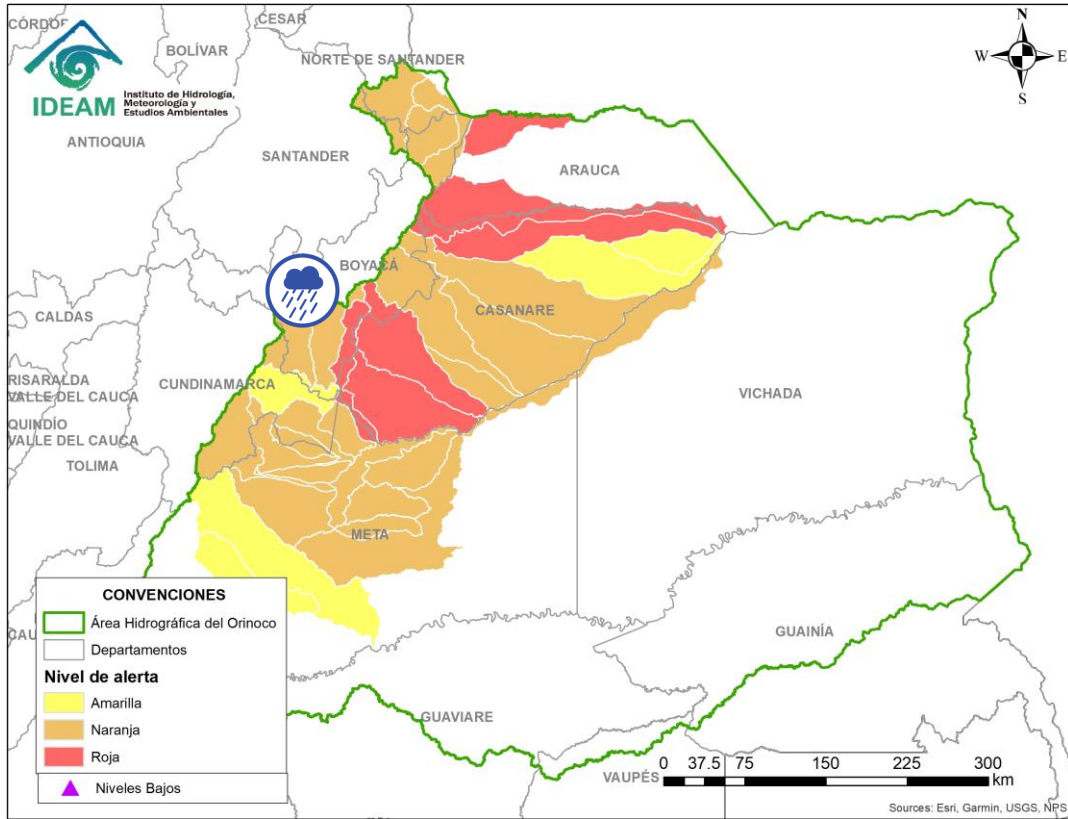 CÓRDO
CESAR
BOLÍVAR
NORTE DE SANTANDER
IDEAM
Instituto de Hidrología,
Meteorología y
Estudios Ambientales
N
W
E
S
ANTIOQUIA
SANTANDER
ARAUCA
BOYACÁ
CASANARE
CALDAS
RISARALDA
VALLE DEL CAUCA
CUNDINAMARCA
VICHADA
QUINDÍO
VALLE DEL CAUCA
TOLIMA
META
CONVENCIONES
Área Hidrográfica del Orinoco
Departamentos
Nivel de alerta
Amarilla
Naranja
Roja
Niveles Bajos
CAU
GUAINÍA
GUAVIARE
VAUPÉS
0 37.5 75 150 225 300
km
Sources: Esri, Garmin, USGS, NPS